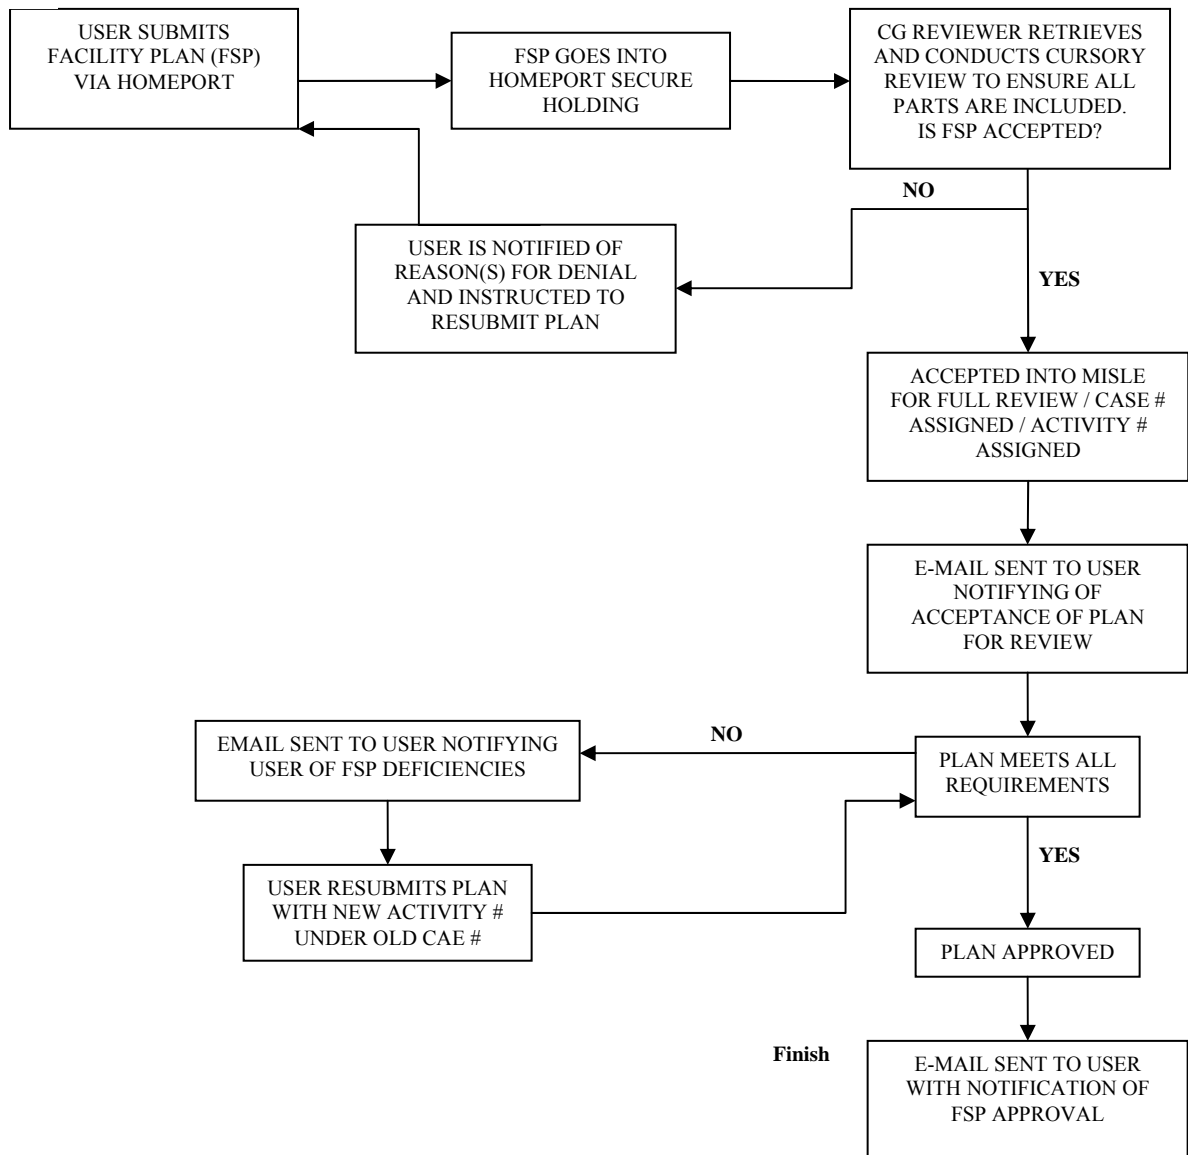 USER SUBMITS
FACILITY PLAN (FSP)
VIA HOMEPORT
FSP GOES INTO
HOMEPORT SECURE
HOLDING
CG REVIEWER RETRIEVES
AND CONDUCTS CURSORY
REVIEW TO ENSURE ALL
PARTS ARE INCLUDED.
IS FSP ACCEPTED?
NO
USER IS NOTIFIED OF
REASON(S) FOR DENIAL
AND INSTRUCTED TO
RESUBMIT PLAN
YES
ACCEPTED INTO MISLE
FOR FULL REVIEW / CASE #
ASSIGNED / ACTIVITY #
ASSIGNED
E-MAIL SENT TO USER
NOTIFYING OF
ACCEPTANCE OF PLAN
FOR REVIEW
NO
EMAIL SENT TO USER NOTIFYING
USER OF FSP DEFICIENCIES
PLAN MEETS ALL
REQUIREMENTS
YES
USER RESUBMITS PLAN
WITH NEW ACTIVITY #
UNDER OLD CAE #
PLAN APPROVED
Finish
E-MAIL SENT TO USER
WITH NOTIFICATION OF
FSP APPROVAL